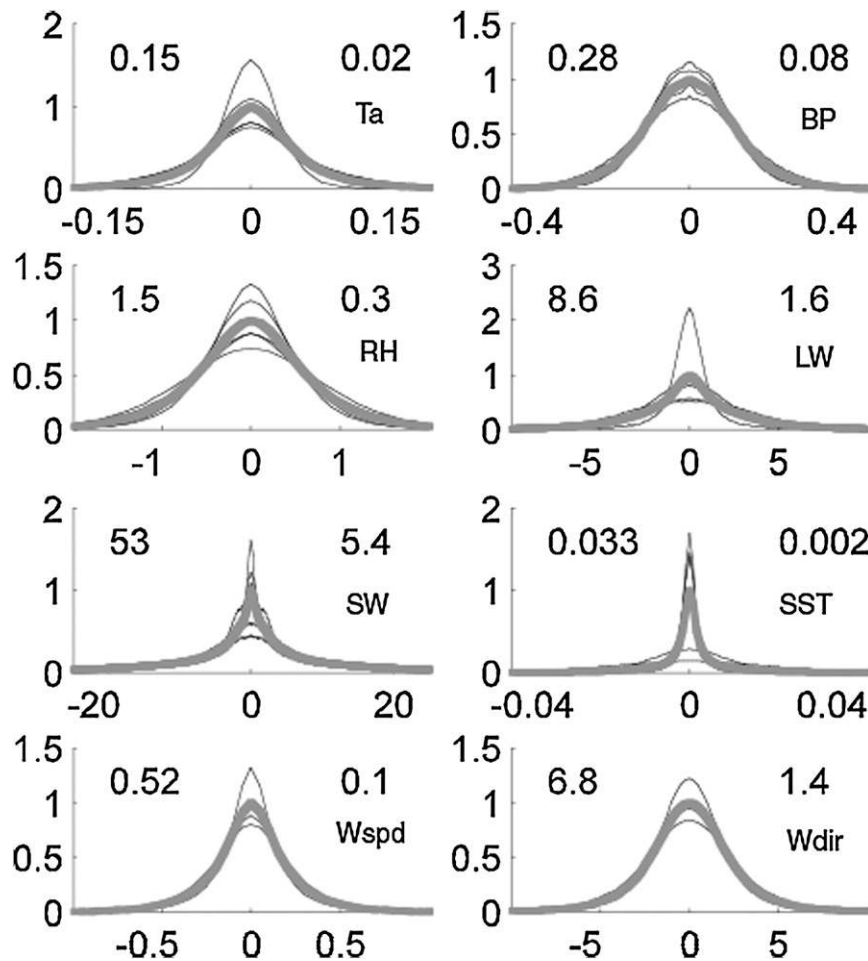 2
0.15 0.02
Ta
1
0
-0.15 0 0.15
1.5
0.28 0.08
1
BP
0.5
0
-0.4 0 0.4
1.5
1.5 0.3
1
RH
0.5
0
-1 0 1
3
8.6 1.6
2
LW
1
0
-5 0 5
2
53 5.4
1
SW
0
-20 0 20
2
0.033 0.002
1
SST
0
-0.04 0 0.04
1.5
0.52 0.1
1
Wspd
0.5
0
-0.5 0 0.5
1.5
6.8 1.4
1
Wdir
0.5
0
-5 0 5